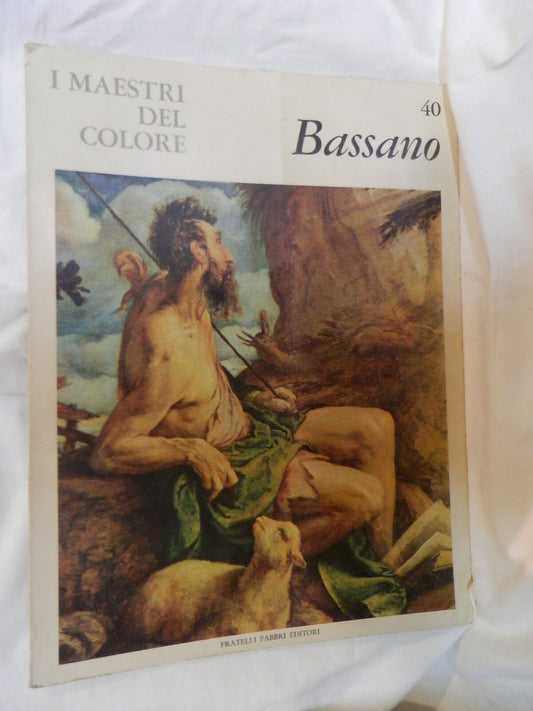 I MAESTRI
DEL
COLORE
40
Bassano
FRATELLI FABBRI EDITORI